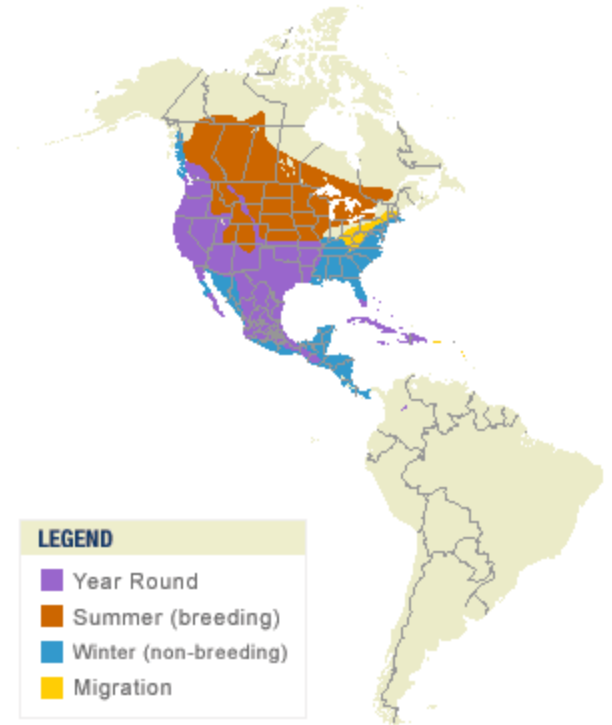 LEGEND
Year Round
Summer (breeding)
Winter (non-breeding)
Migration